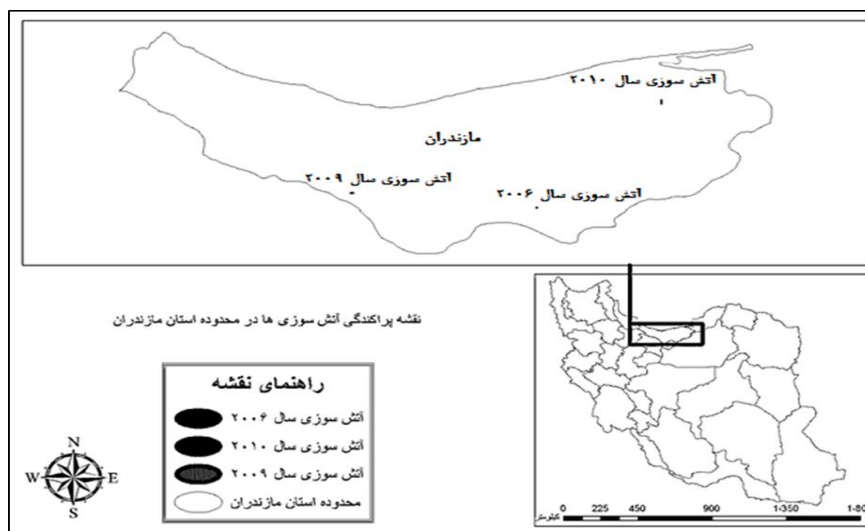 آتش سوزی سال ۲۰۱۰
مازندران
آتش سوزی سال ۲۰۰۹
آتش سوزی سال ۲۰۰۶
نقشه پراکندگی آتش سوزی ها در محدوده استان مازندران
راهنمای نقشه
آتش سوزی سال ۲۰۰۶
آتش سوزی سال ۲۰۱۰
آتش سوزی سال ۲۰۰۹
محدوده استان مازندران
N
W E
S
0 225 450 900 1·350 1·80